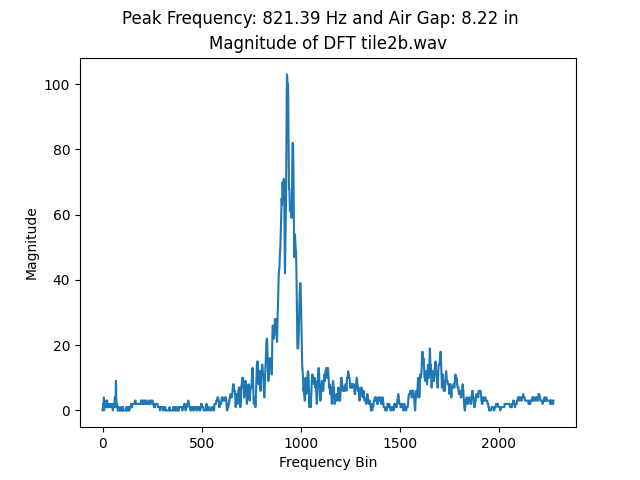 Peak Frequency: 821.39 Hz and Air Gap: 8.22 in
Magnitude of DFT tile2b.wav
100
80
60
40
20
0
Magnitude
0 500 1000 1500 2000
Frequency Bin